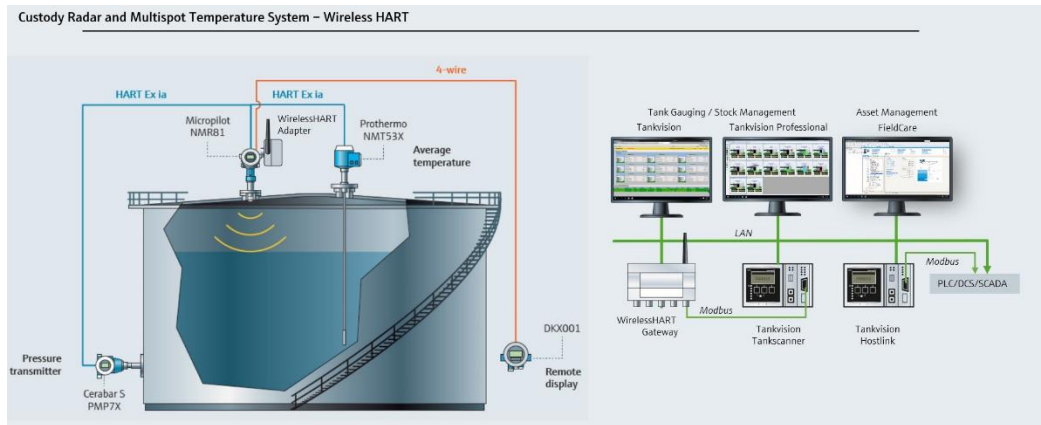 Custody Radar and Multispot Temperature System – Wireless HART
4-wire
HART Ex ia
HART Ex ia
Micropilot
NMR81
WirelessHART
Adapter
Prothermo
NMT53X
Average
temperature
Pressure
transmitter
Cerabar S
PMP7X
DKX001
Remote
display
Tank Gauging / Stock Management
Asset Management
Tankvision
Tankvision Professional
FieldCare
LAN
Modbus
PLC/DCS/SCADA
Modbus
WirelessHART
Gateway
Tankvision
Tankscanner
Tankvision
Hostlink